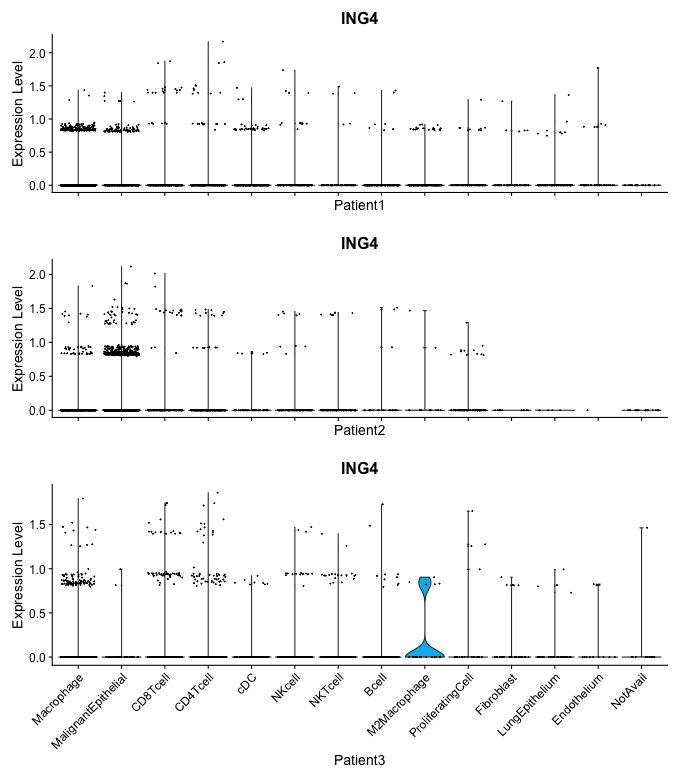 ING4
Expression Level
2.0
1.5
1.0
0.5
0.0
Patient1
ING4
Expression Level
2.0
1.5
1.0
0.5
0.0
Patient2
ING4
Expression Level
1.5
1.0
0.5
0.0
Macrophage
MalignantEpithelial
CD8Tcell
CD4Tcell
cDC
NKcell
NKTcell
Bcell
M2Macrophage
ProliferatingCell
Fibroblast
LungEpithelium
Endothelium
NotAvail
Patient3